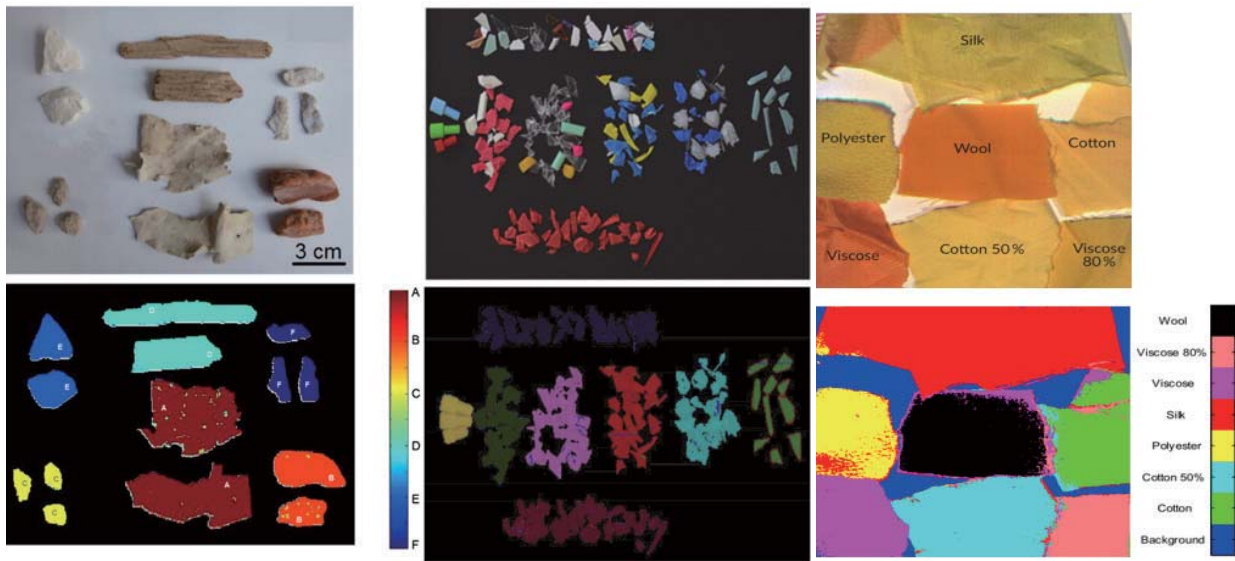 3 cm
Silk
Polyester
Wool
Cotton
Viscose
Cotton 50 %
Viscose
80 %
D
E
F
D
E
F
F
A
C
C
B
C
A
B
A
B
C
D
E
F
Wool
Viscose 80%
Viscose
Silk
Polyester
Cotton 50%
Cotton
Background